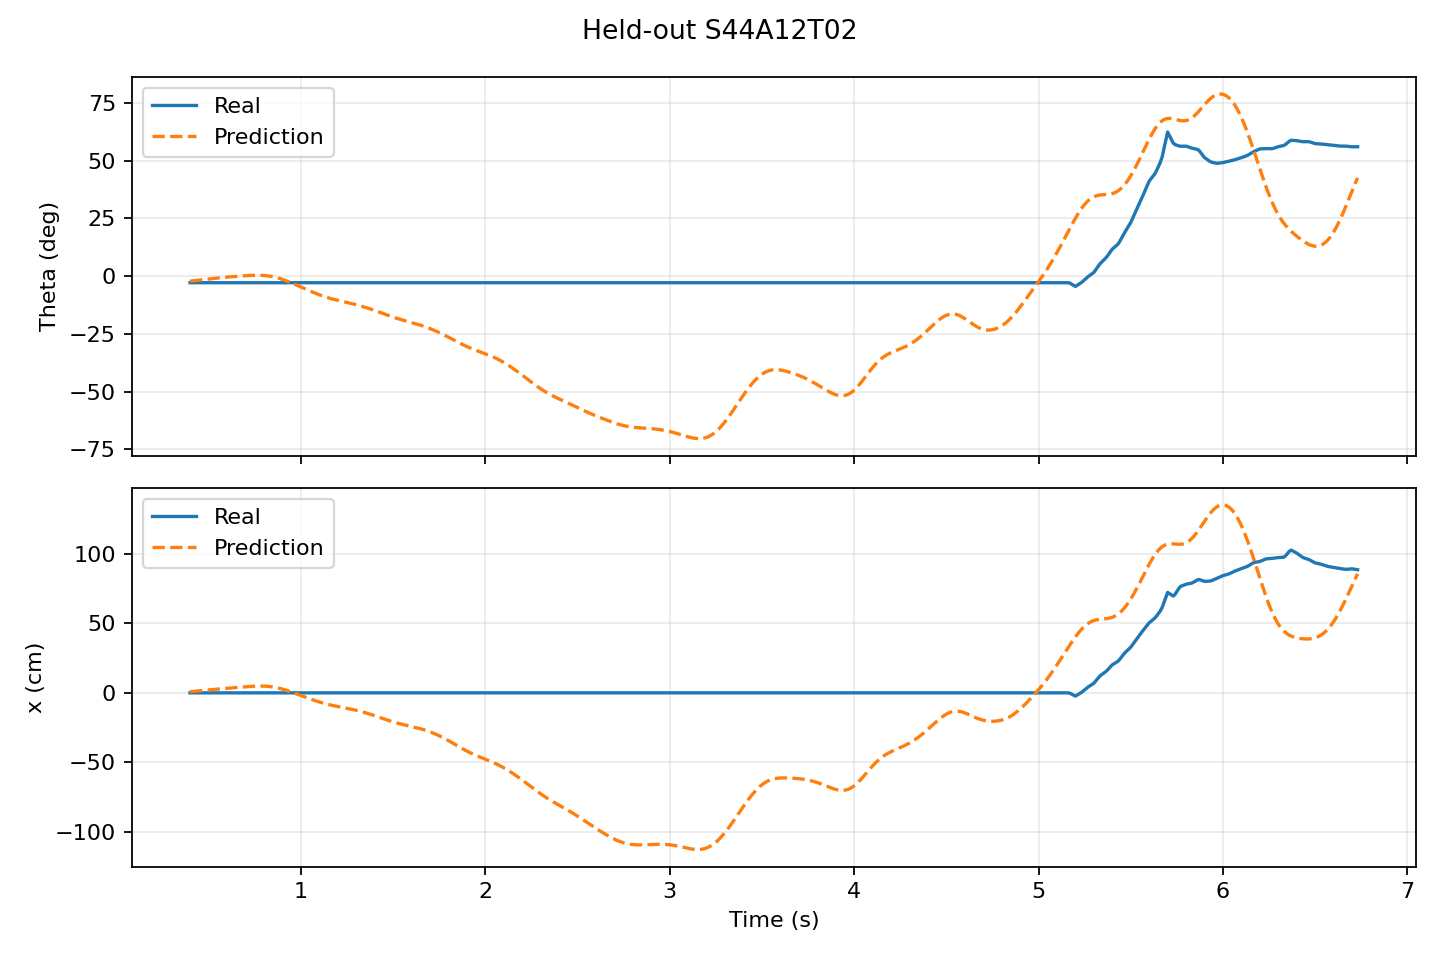 Held-out S44A12T02
Real
Prediction
Theta (deg)
75
50
25
0
−25
−50
−75
Real
Prediction
x (cm)
100
50
0
−50
−100
1 2 3 4 5 6 7
Time (s)